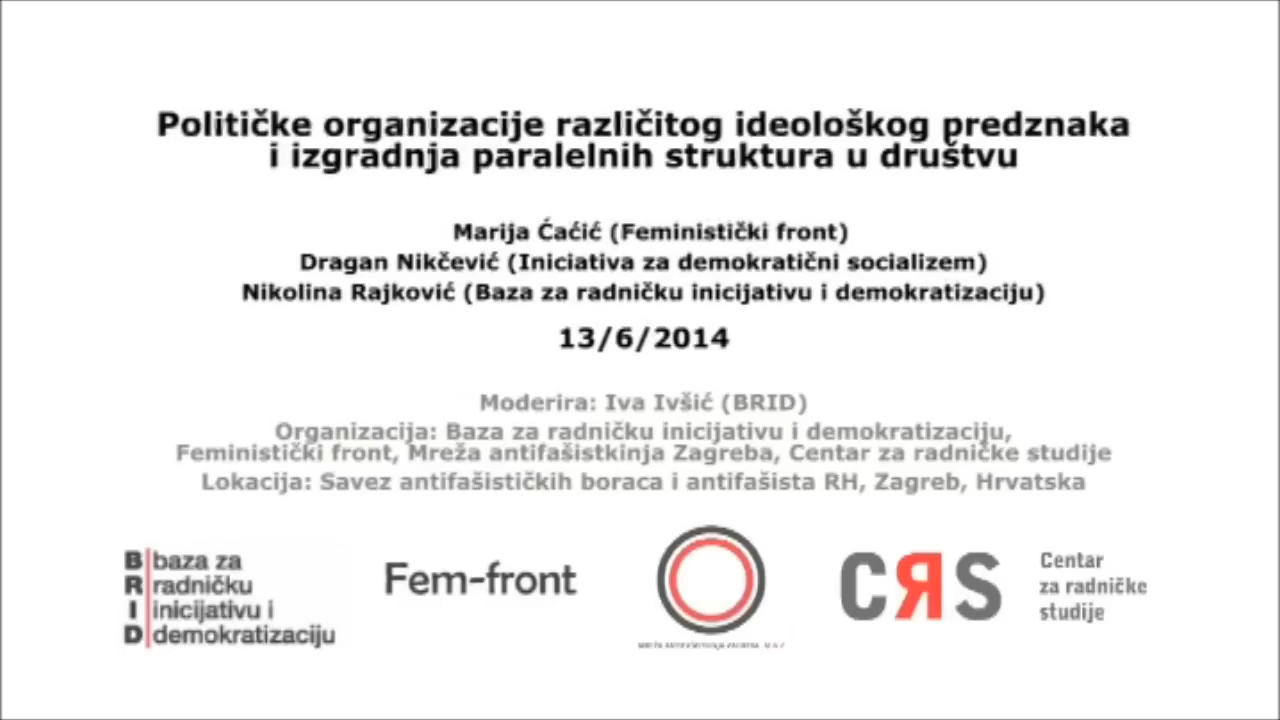 Političke organizacije različitog ideološkog predznaka
i izgradnja paralelnih struktura u društvu
Marija Ćaćić (Feministički front)
Dragan Nikčević (Iniciativa za demokratični socializem)
Nikolina Rajković (Baza za radničku inicijativu i demokratizaciju)
13/6/2014
Moderira: Iva Ivšić (BRID)
Organizacija: Baza za radničku inicijativu i demokratizaciju,
Feministički front, Mreža antifašistkinja Zagreba, Centar za radničke studije
Lokacija: Savez antifašističkih boraca i antifašista RH, Zagreb, Hrvatska
B baza za
R radničku
I inicijativu i
D demokratizaciju
Fem-front
CRS
Centar
za radničke
studije